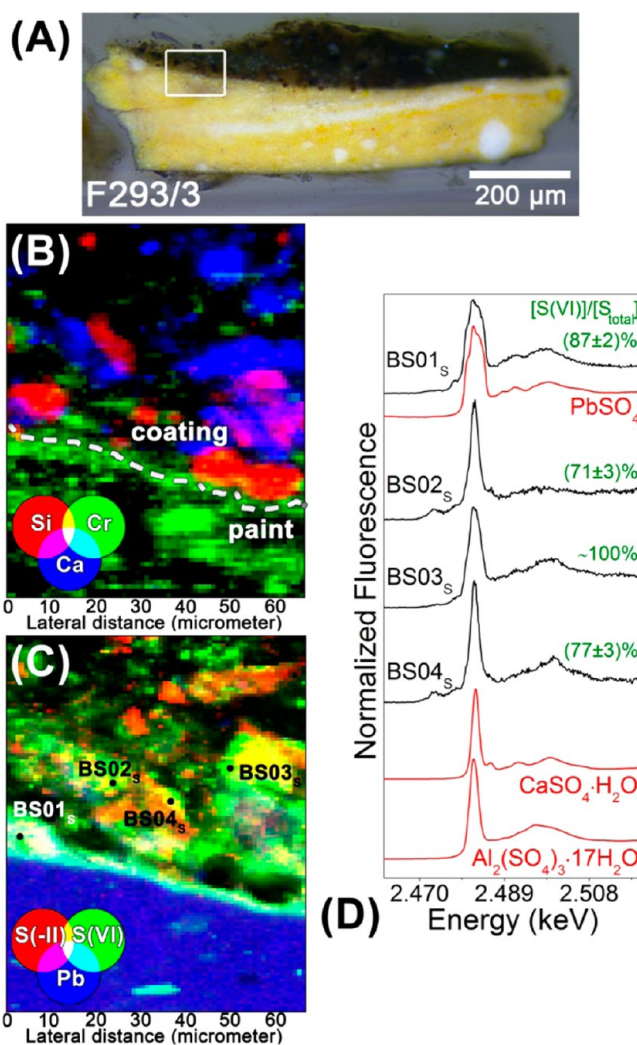 (A)
F293/3
200 µm
(B)
coating
paint
Si
Cr
Ca
0 10 20 30 40 50 60
Lateral distance (micrometer)
(C)
BS02S
BS03S
BS01S
BS04S
S(-II)
S(VI)
Pb
0 10 20 30 40 50 60
Lateral distance (micrometer)
[S(VI)]/[Stotal]
(87±2)%
BS01S
PbSO4
BS02S
(71±3)%
BS03S
~100%
BS04S
(77±3)%
CaSO4·H2O
Al2(SO4)3·17H2O
Normalized Fluorescence
2.470 2.489 2.508
(D)
Energy (keV)